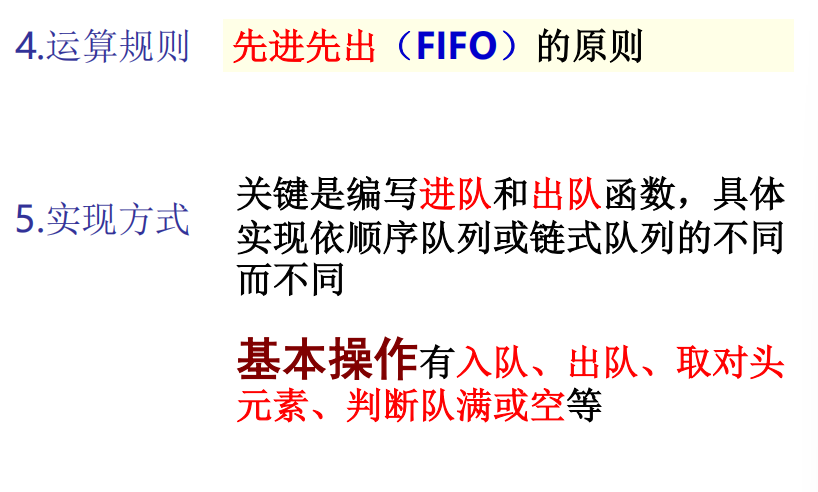 4.运算规则 先进先出（FIFO）的原则
5.实现方式
关键是编写进队和出队函数，具体
实现依顺序队列或链式队列的不同
而不同
基本操作有入队、出队、取对头
元素、判断队满或空等